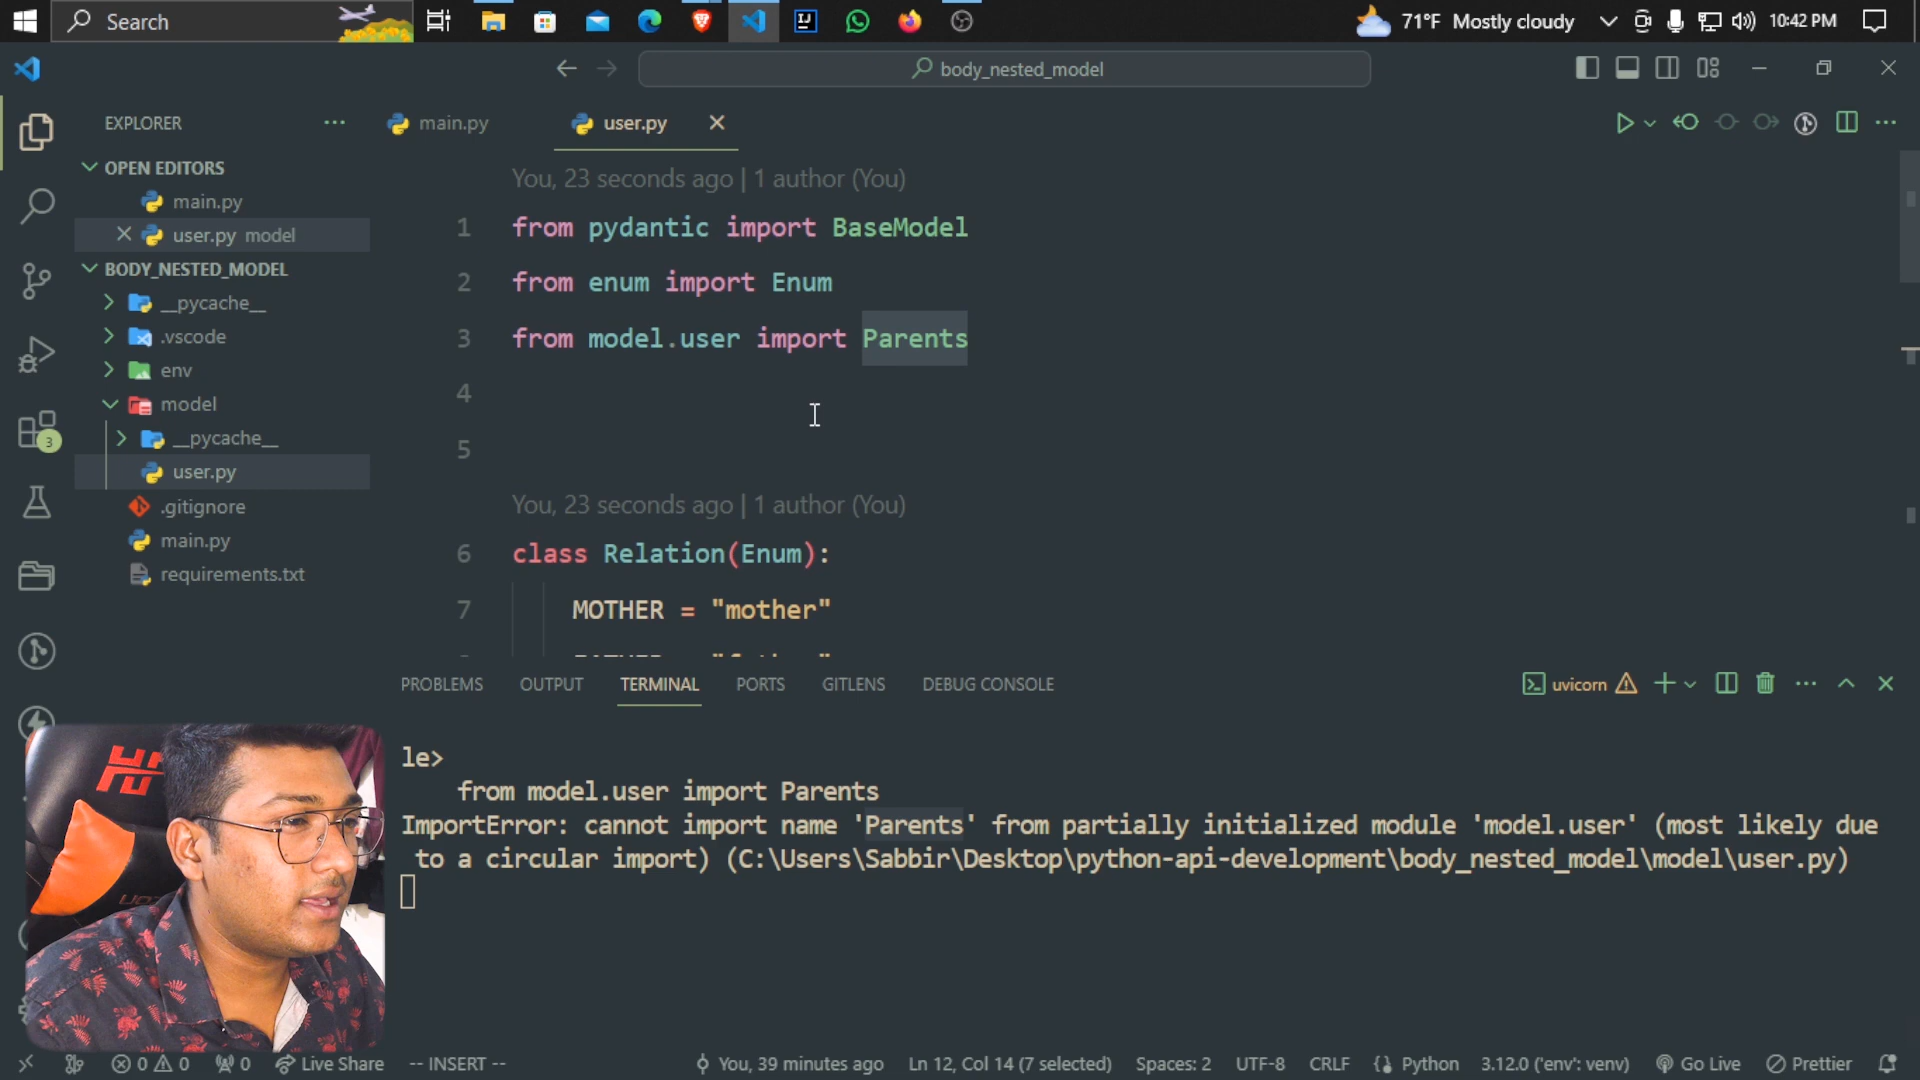 Search
71°F Mostly cloudy
10:42 PM
body_nested_model
EXPLORER
main.py
user.py
OPEN EDITORS
main.py
user.py model
BODY_NESTED_MODEL
__pycache__
.vscode
env
model
__pycache__
user.py
.gitignore
main.py
requirements.txt
3
You, 23 seconds ago | 1 author (You)
1 from pydantic import BaseModel
2 from enum import Enum
3 from model.user import Parents
4
5
You, 23 seconds ago | 1 author (You)
6 class Relation(Enum):
7 MOTHER = "mother"
PROBLEMS OUTPUT TERMINAL PORTS GITLENS DEBUG CONSOLE
uvicorn
le>
from model.user import Parents
ImportError: cannot import name 'Parents' from partially initialized module 'model.user' (most likely due
to a circular import) (C:\Users\Sabbir\Desktop\python-api-development\body_nested_model\model\user.py)
0 0 0 Live Share -- INSERT -- You, 39 minutes ago Ln 12, Col 14 (7 selected) Spaces: 2 UTF-8 CRLF Python 3.12.0 ('env': venv) Go Live Prettier